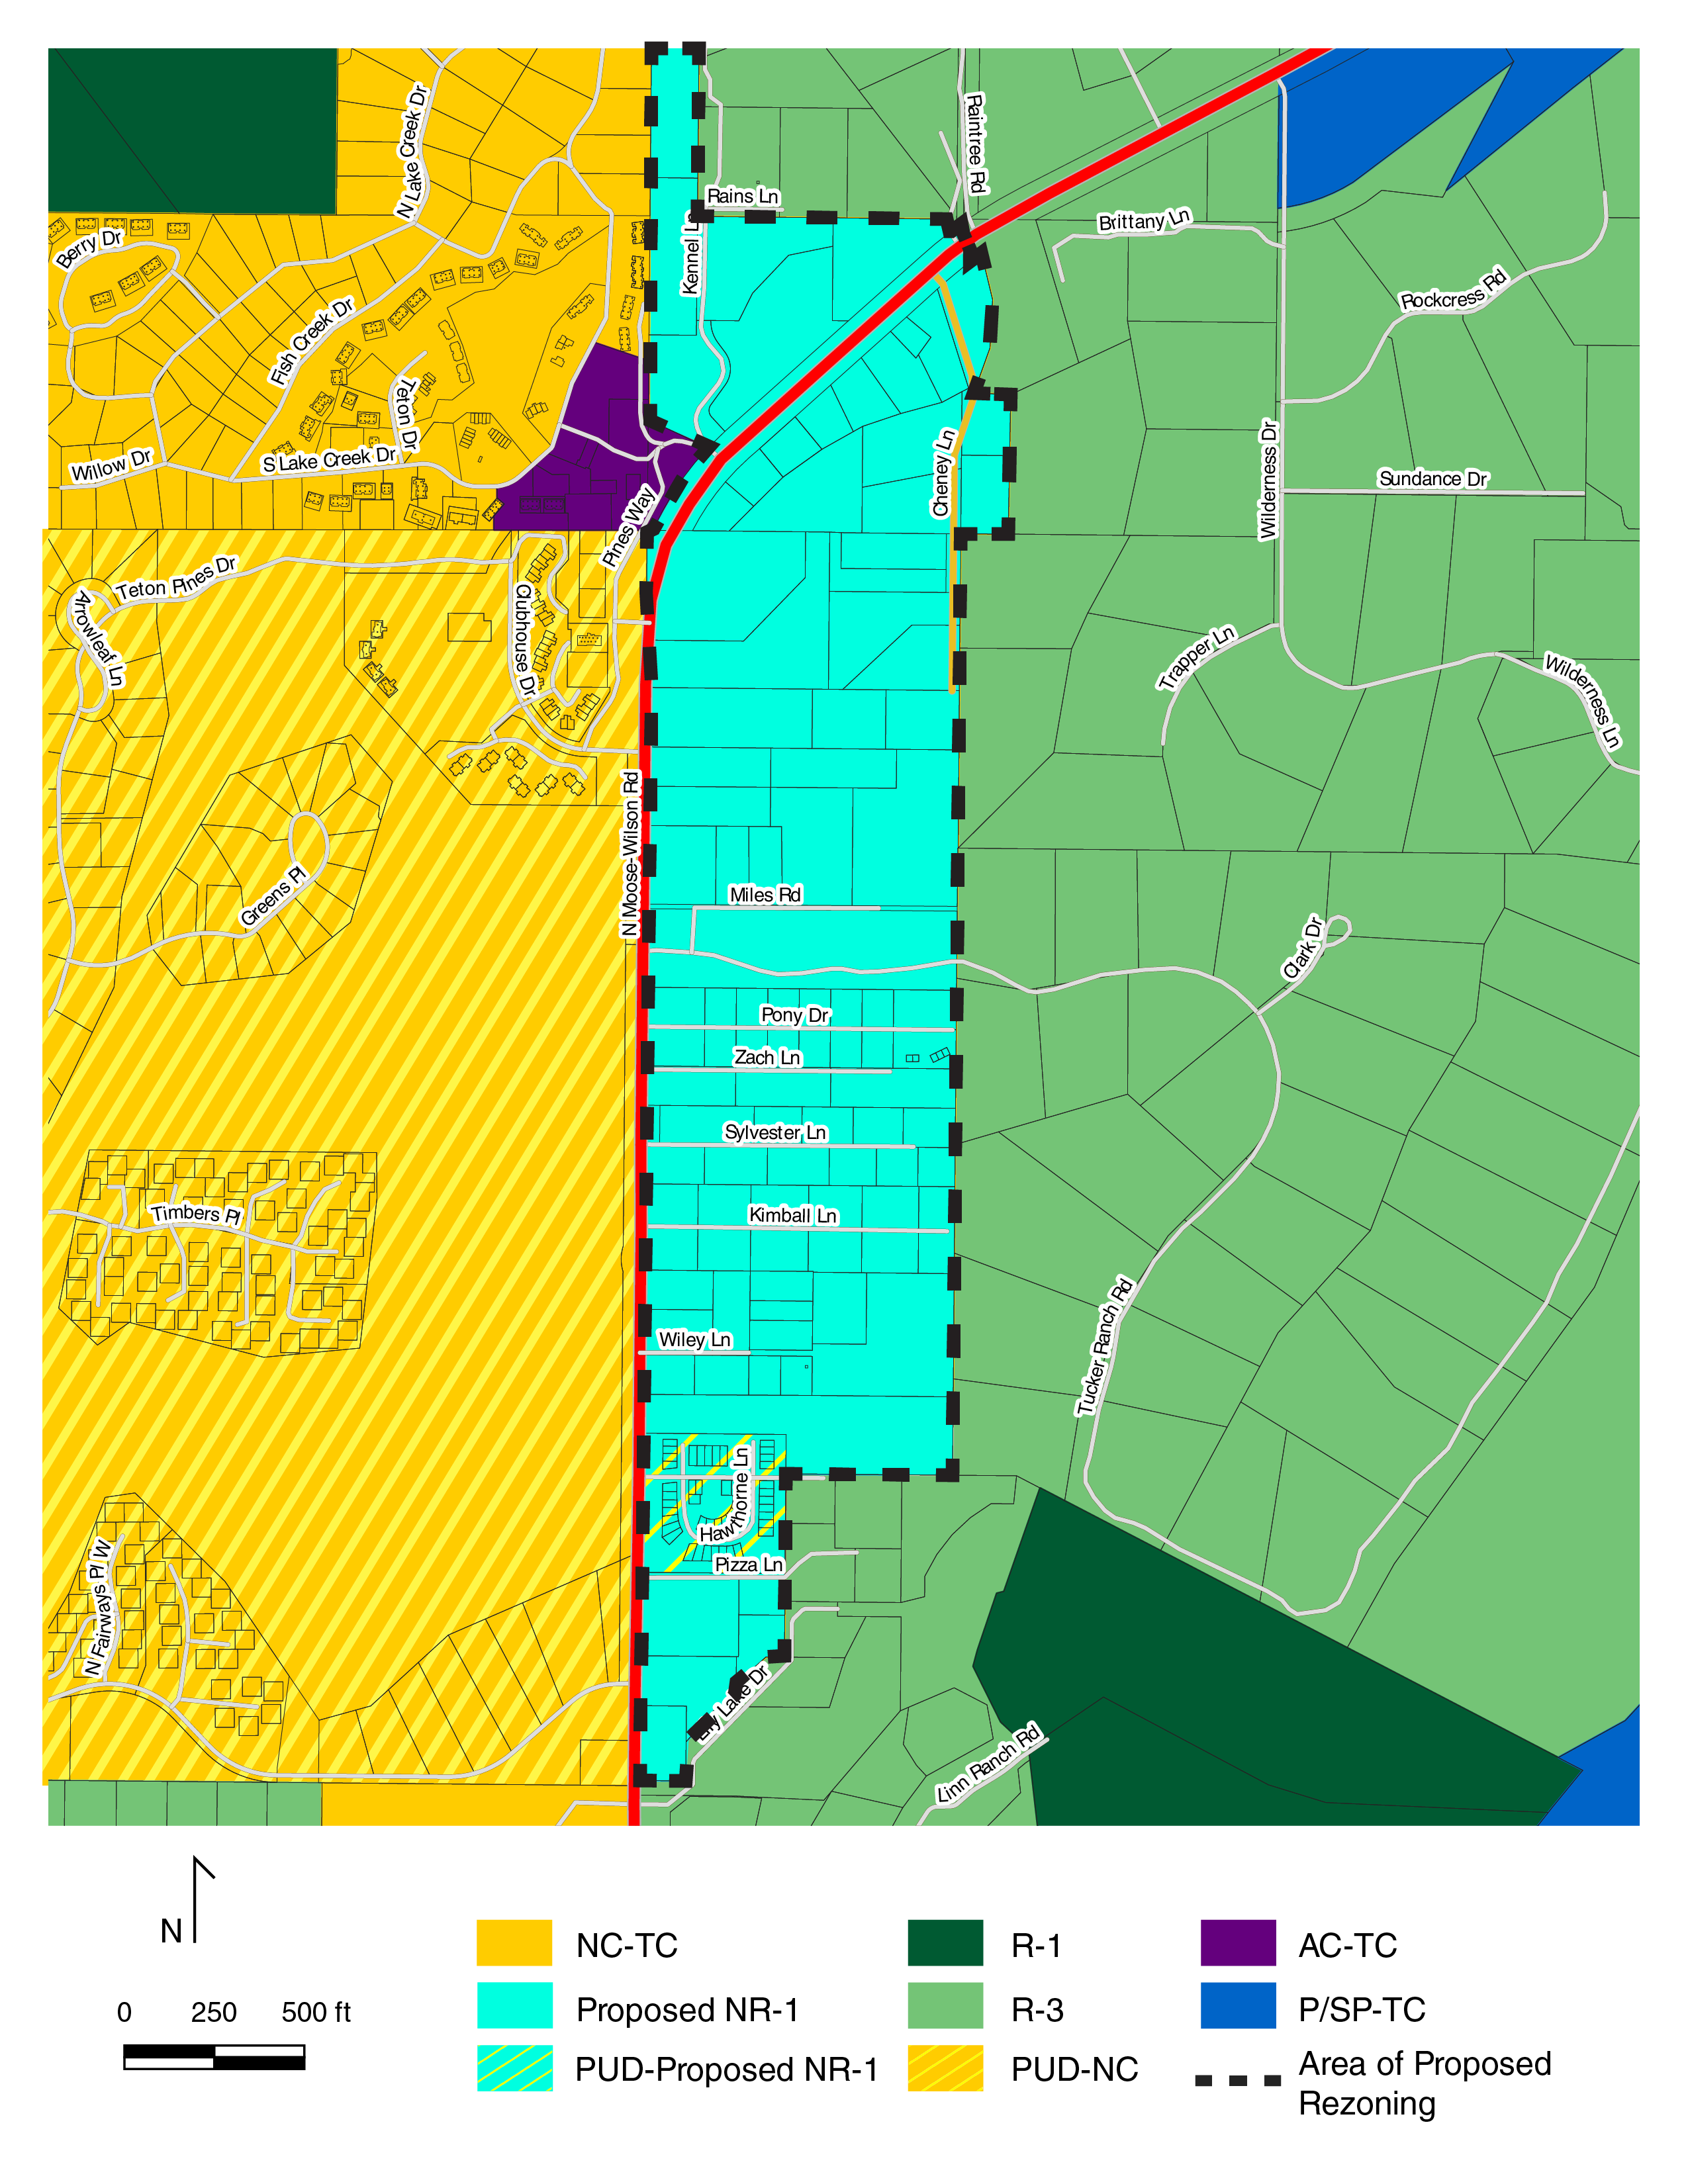 N Lake Creek Dr
Raintree Rd
Rains Ln
Brittany Ln
Berry Dr
Kennel Ln
Rockcress Rd
Fish Creek Dr
Teton Dr
Willow Dr
S Lake Creek Dr
Cheney Ln
Wilderness Dr
Sundance Dr
Pines Way
Teton Pines Dr
Arrowleaf Ln
Clubhouse Dr
Trapper Ln
Wilderness Ln
N Moose-Wilson Rd
Greens Pl
Miles Rd
Clark Dr
Pony Dr
Zach Ln
Sylvester Ln
Timbers Pl
Kimball Ln
Wiley Ln
Tucker Ranch Rd
Hawthorne Ln
Pizza Ln
N Fairways Pl W
Lake Dr
Linn Ranch Rd
N
0 250 500 ft
NC-TC
Proposed NR-1
PUD-Proposed NR-1
R-1
R-3
PUD-NC
AC-TC
P/SP-TC
Area of Proposed
Rezoning